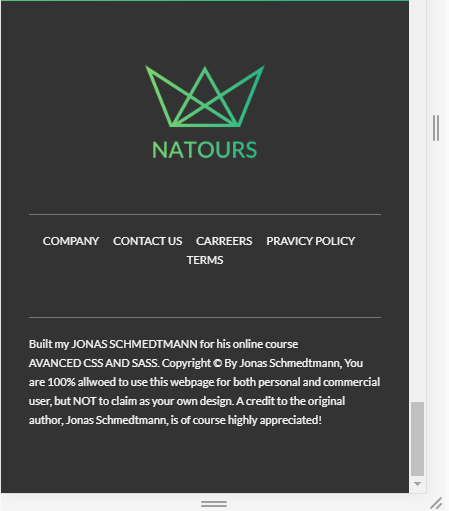 NATOURS
COMPANY CONTACT US CARREERS PRAVICY POLICY
TERMS
Built my JONAS SCHMEDTMANN for his online course
AVANCED CSS AND SASS. Copyright © By Jonas Schmedtmann, You
are 100% allwoed to use this webpage for both personal and commercial
user, but NOT to claim as your own design. A credit to the original
author, Jonas Schmedtmann, is of course highly appreciated!